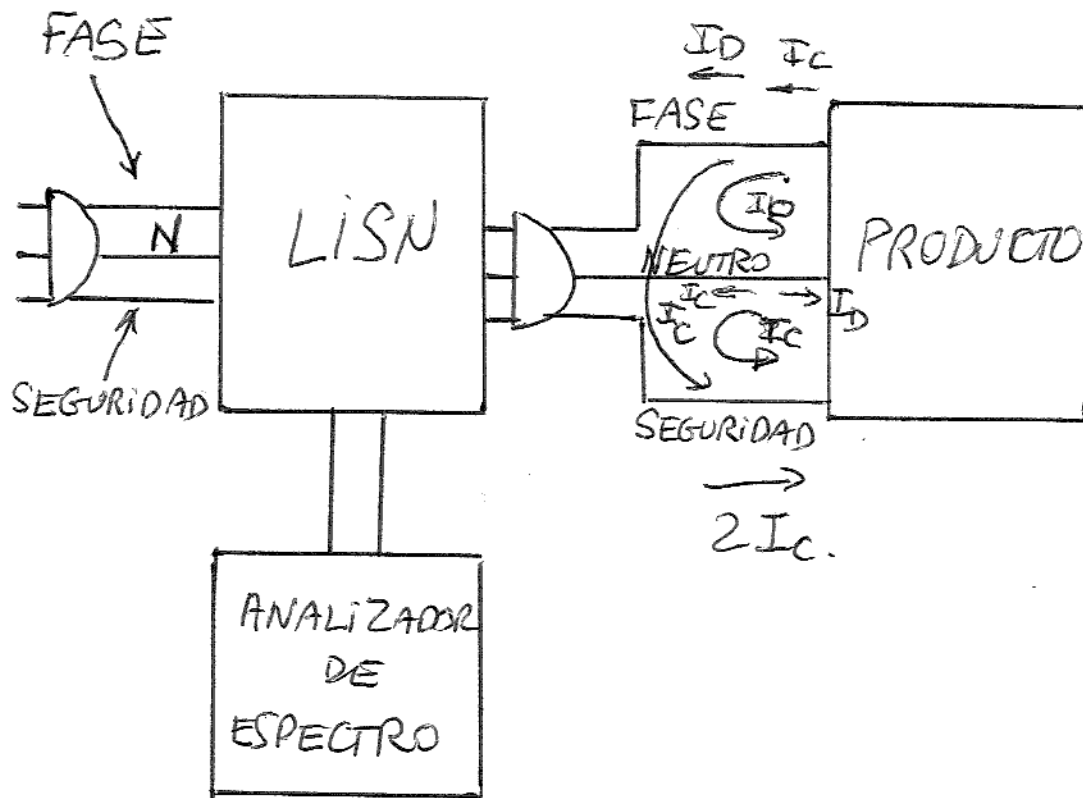 FASE
N
SEGURIDAD
LiSN
ANALiZADOR
DE
ESPECTRO
ID IC
FASE
ID
NEUTRO
IC
ID
IC
IC
SEGURiDAD
2IC.
PRODUCTO